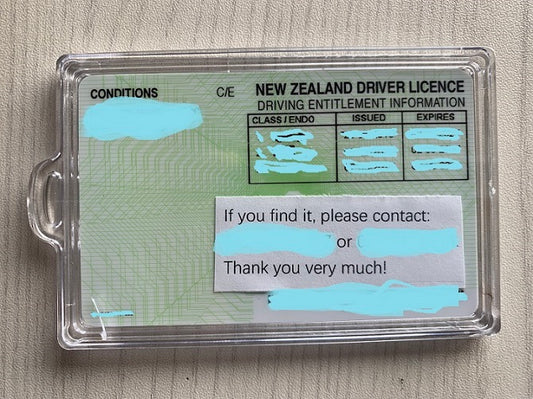 CONDITIONS
C/E
NEW ZEALAND DRIVER LICENCE
DRIVING ENTITLEMENT INFORMATION
CLASS / ENDO ISSUED EXPIRES
If you find it, please contact:
or
Thank you very much!